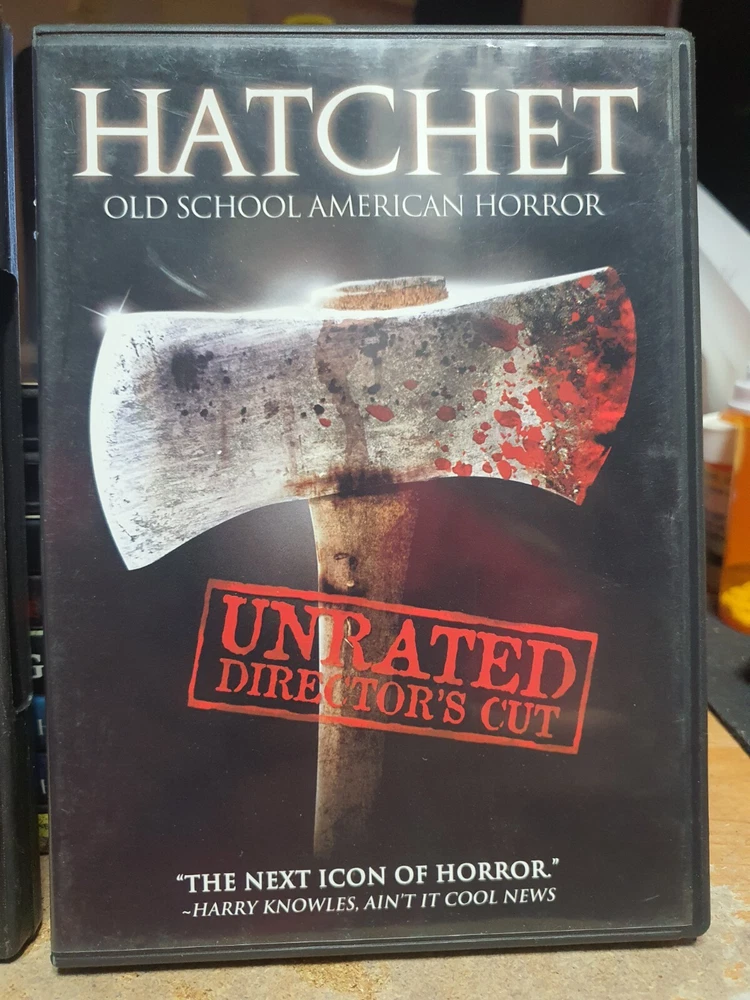 HATCHET
OLD SCHOOL AMERICAN HORROR
UNRATED
DIRECTOR'S CUT
“THE NEXT ICON OF HORROR.”
~HARRY KNOWLES, AIN'T IT COOL NEWS